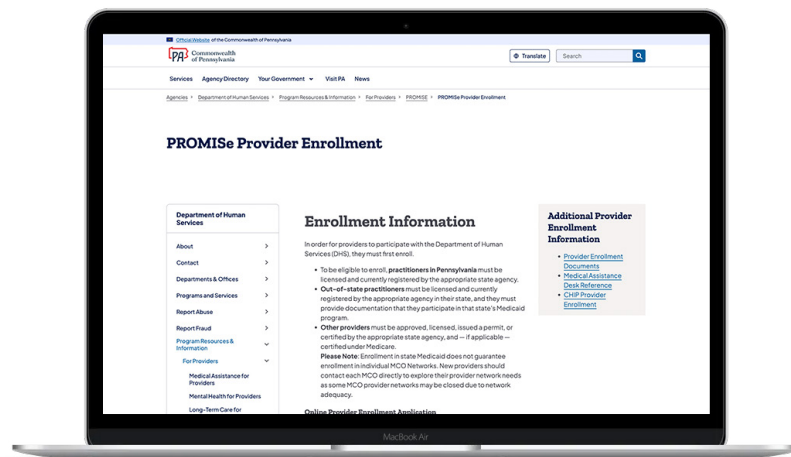 Official Website of the Commonwealth of Pennsylvania
PA Commonwealth
of Pennsylvania
Translate
Search
Services Agency Directory Your Government Visit PA News
Agencies Department of Human Services Program Resources & Information For Providers PROMISE PROMISe Provider Enrollment
PROMISe Provider Enrollment
Department of Human
Services
About
Contact
Departments & Offices
Programs and Services
Report Abuse
Report Fraud
Program Resources &
Information
For Providers
Medical Assistance for
Providers
Mental Health for Providers
Long-Term Care for
Enrollment Information
In order for providers to participate with the Department of Human
Services (DHS), they must first enroll.
• To be eligible to enroll, practitioners in Pennsylvania must be
licensed and currently registered by the appropriate state agency.
• Out-of-state practitioners must be licensed and currently
registered by the appropriate agency in their state, and they must
provide documentation that they participate in that state's Medicaid
program.
• Other providers must be approved, licensed, issued a permit, or
certified by the appropriate state agency, and — if applicable —
certified under Medicare.
Please Note: Enrollment in state Medicaid does not guarantee
enrollment in individual MCO Networks. New providers should
contact each MCO directly to explore their provider network needs
as some MCO provider networks may be closed due to network
adequacy.
Online Provider Enrollment Application
Additional Provider
Enrollment
Information
• Provider Enrollment
Documents
• Medical Assistance
Desk Reference
• CHIP Provider
Enrollment
MacBook Air